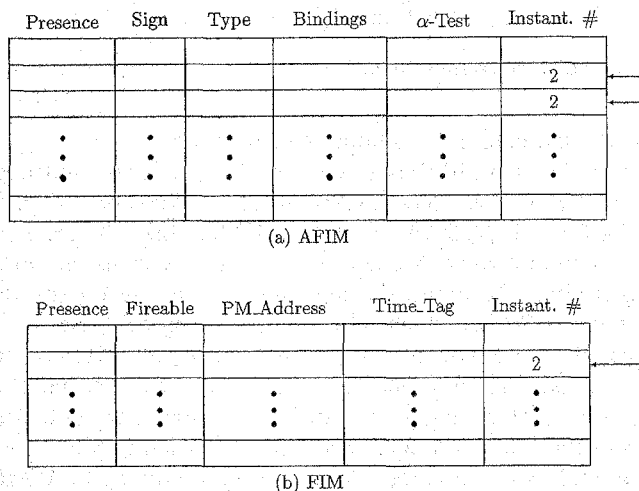 Presence Sign Type Bindings α-Test Instant. #
2
2
(a) AFIM
Presence Fireable PM_Address Time_Tag Instant. #
2
(b) FIM